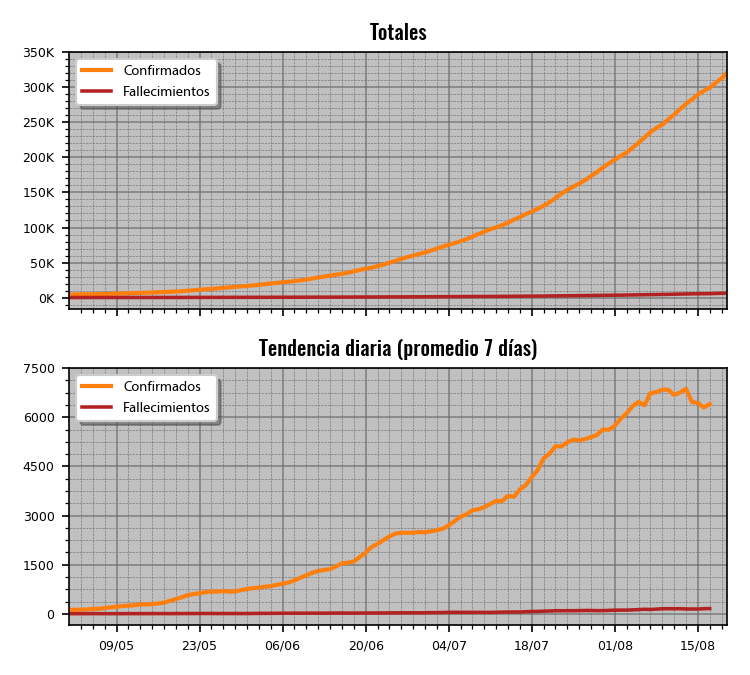 Totales
350K
300K
250K
200K
150K
100K
50K
0K
Confirmados
Fallecimientos
Tendencia diaria (promedio 7 días)
7500
6000
4500
3000
1500
0
Confirmados
Fallecimientos
09/05 23/05 06/06 20/06 04/07 18/07 01/08 15/08